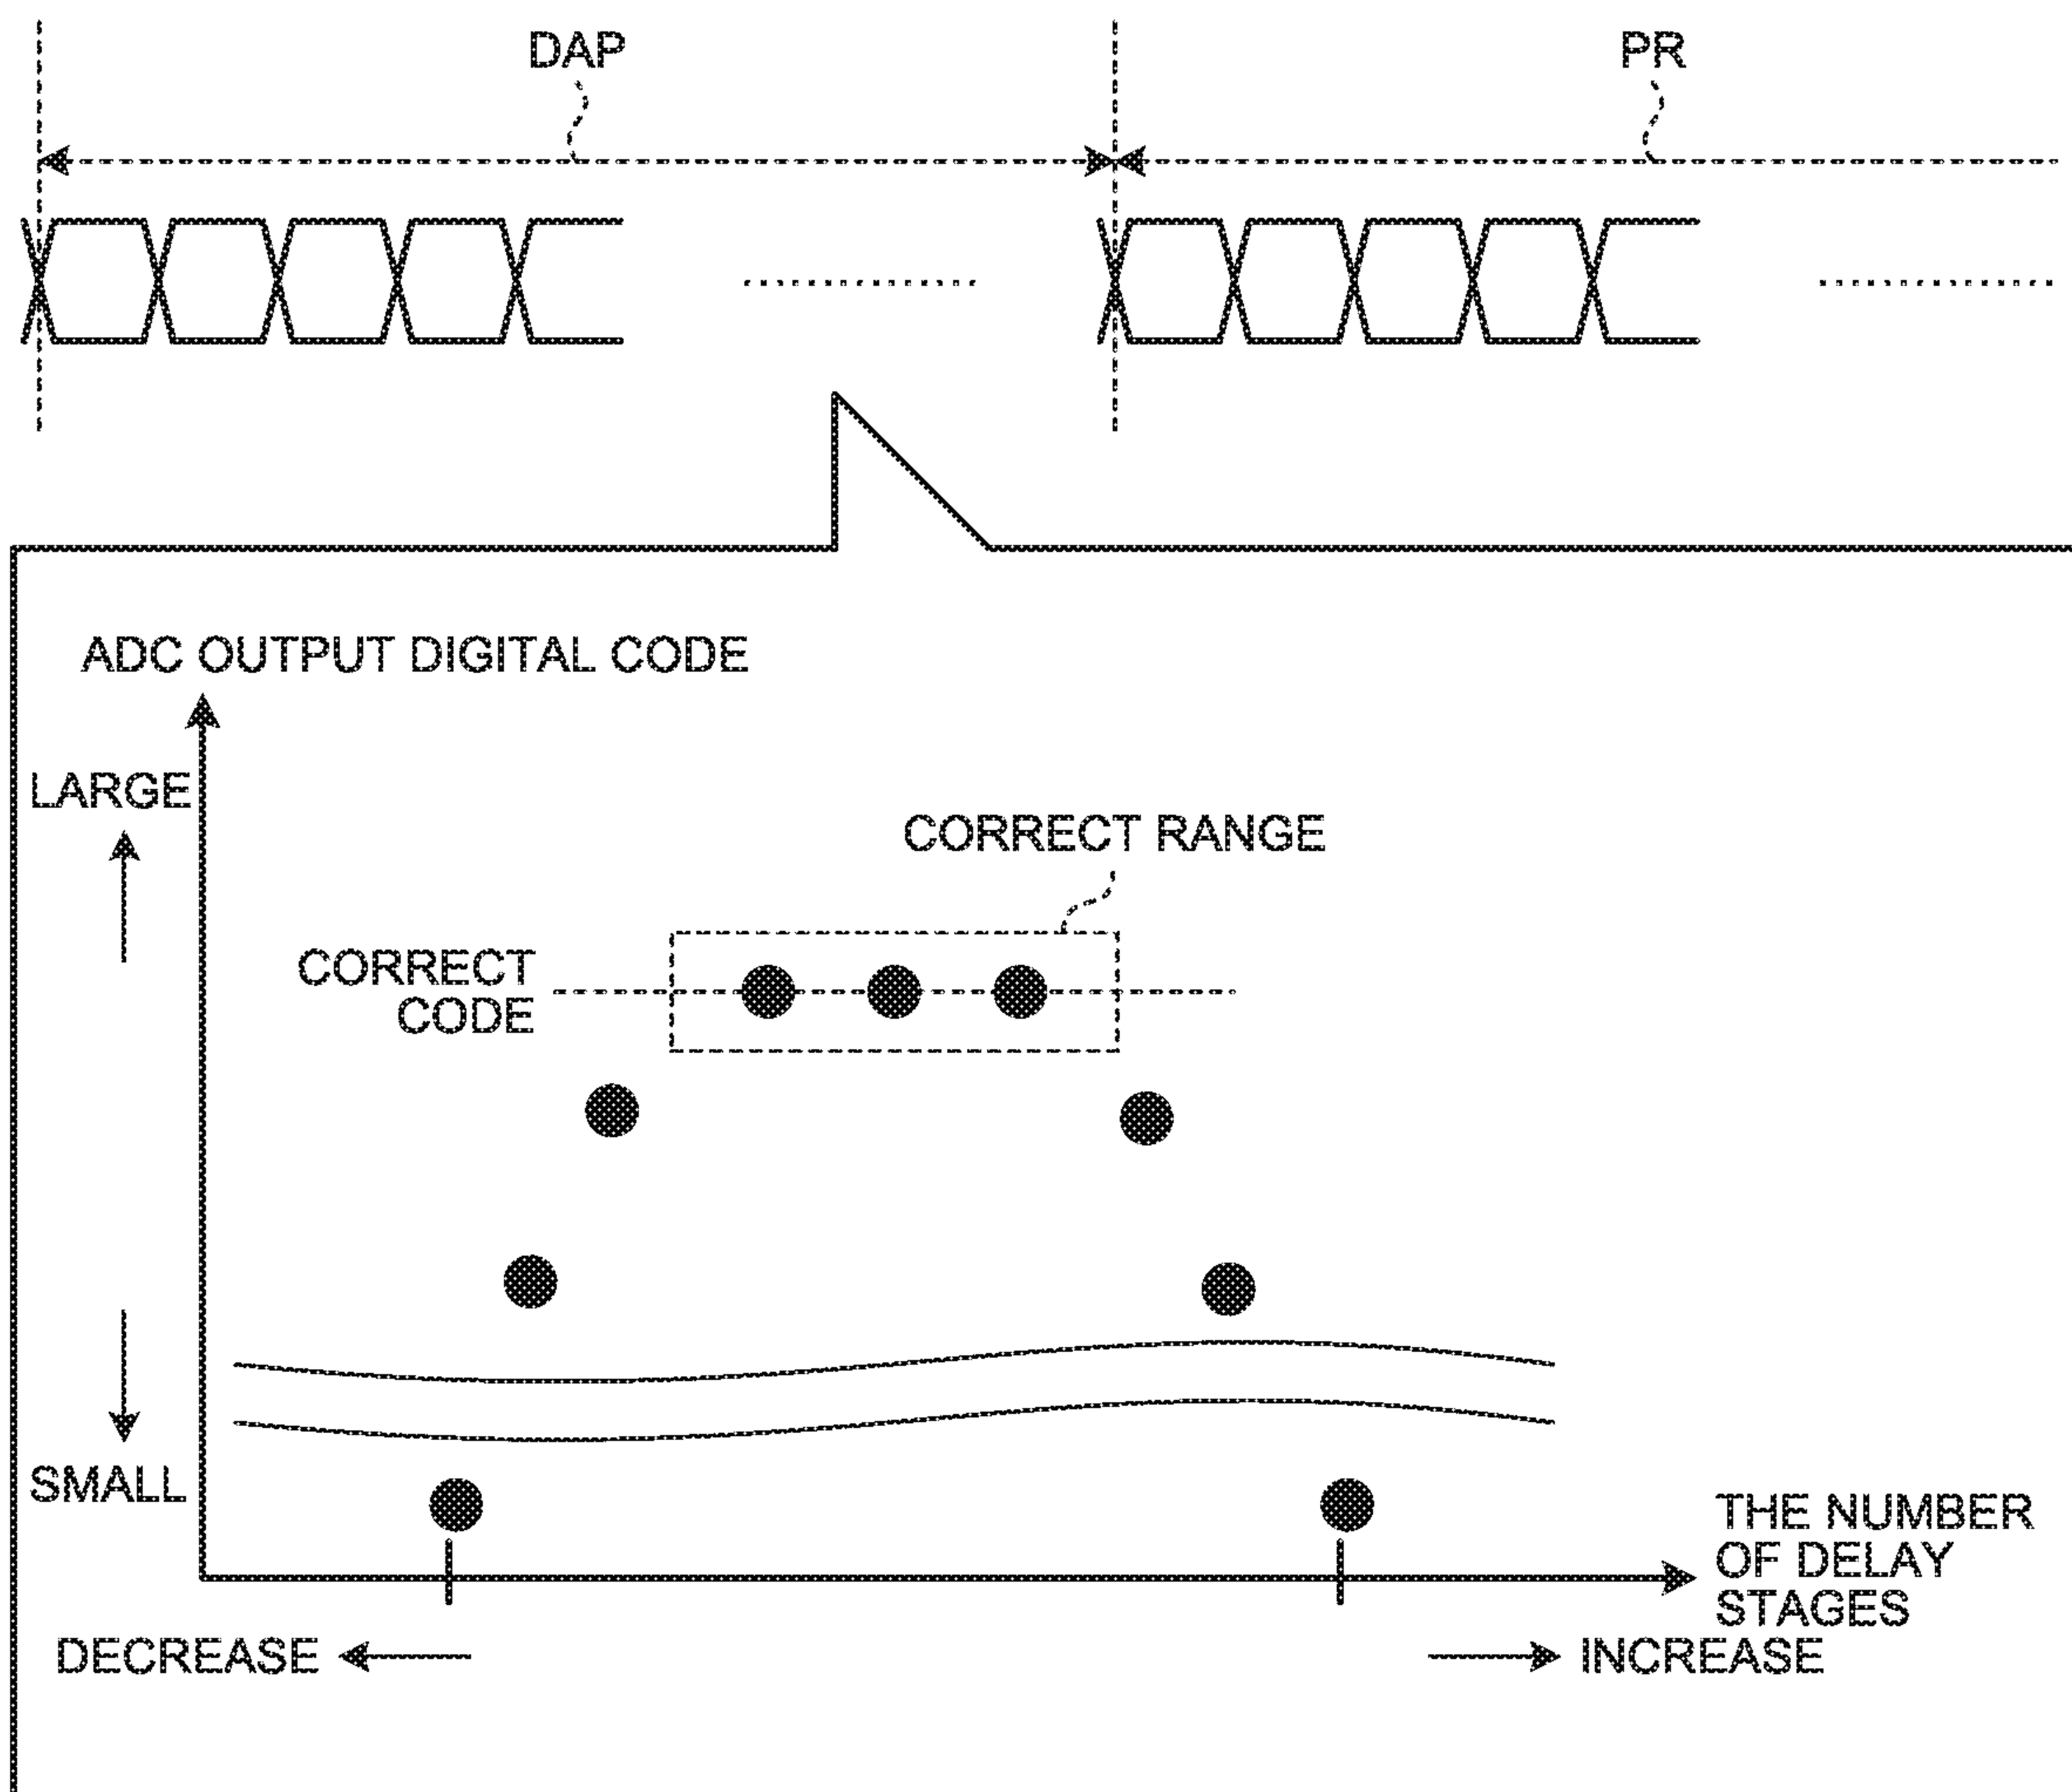 DAP
PR
ADC OUTPUT DIGITAL CODE
LARGE
CORRECT RANGE
CORRECT
CODE
SMALL
THE NUMBER
OF DELAY
STAGES
DECREASE
INCREASE